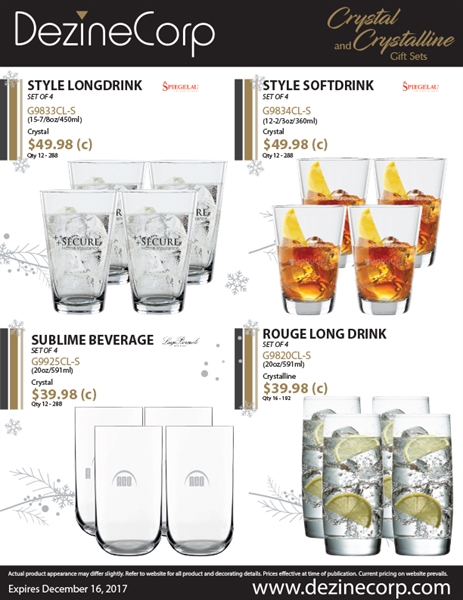 DezineCorp
Crystal
and Crystalline
Gift Sets
STYLE LONGDRINK
SPIEGELAU
SET OF 4
G9833CL-S
(15-7/8oz/450ml)
Crystal
$49.98 (c)
Qty 12 - 288
STYLE SOFTDRINK
SPIEGELAU
SET OF 4
G9834CL-S
(12-2/3oz/360ml)
Crystal
$49.98 (c)
Qty 12 - 288
SECURE
SECURE
SUBLIME BEVERAGE
Luigi Bormioli
SET OF 4
G9925CL-S
(20oz/591ml)
Crystal
$39.98 (c)
Qty 12 - 288
ROUGE LONG DRINK
SET OF 4
G9820CL-S
(20oz/591ml)
Crystalline
$39.98 (c)
Qty 16 - 192
Actual product appearance may differ slightly. Refer to website for all product and decorating details. Prices effective at time of publication. Current pricing on website prevails.
Expires December 16, 2017
www.dezinecorp.com